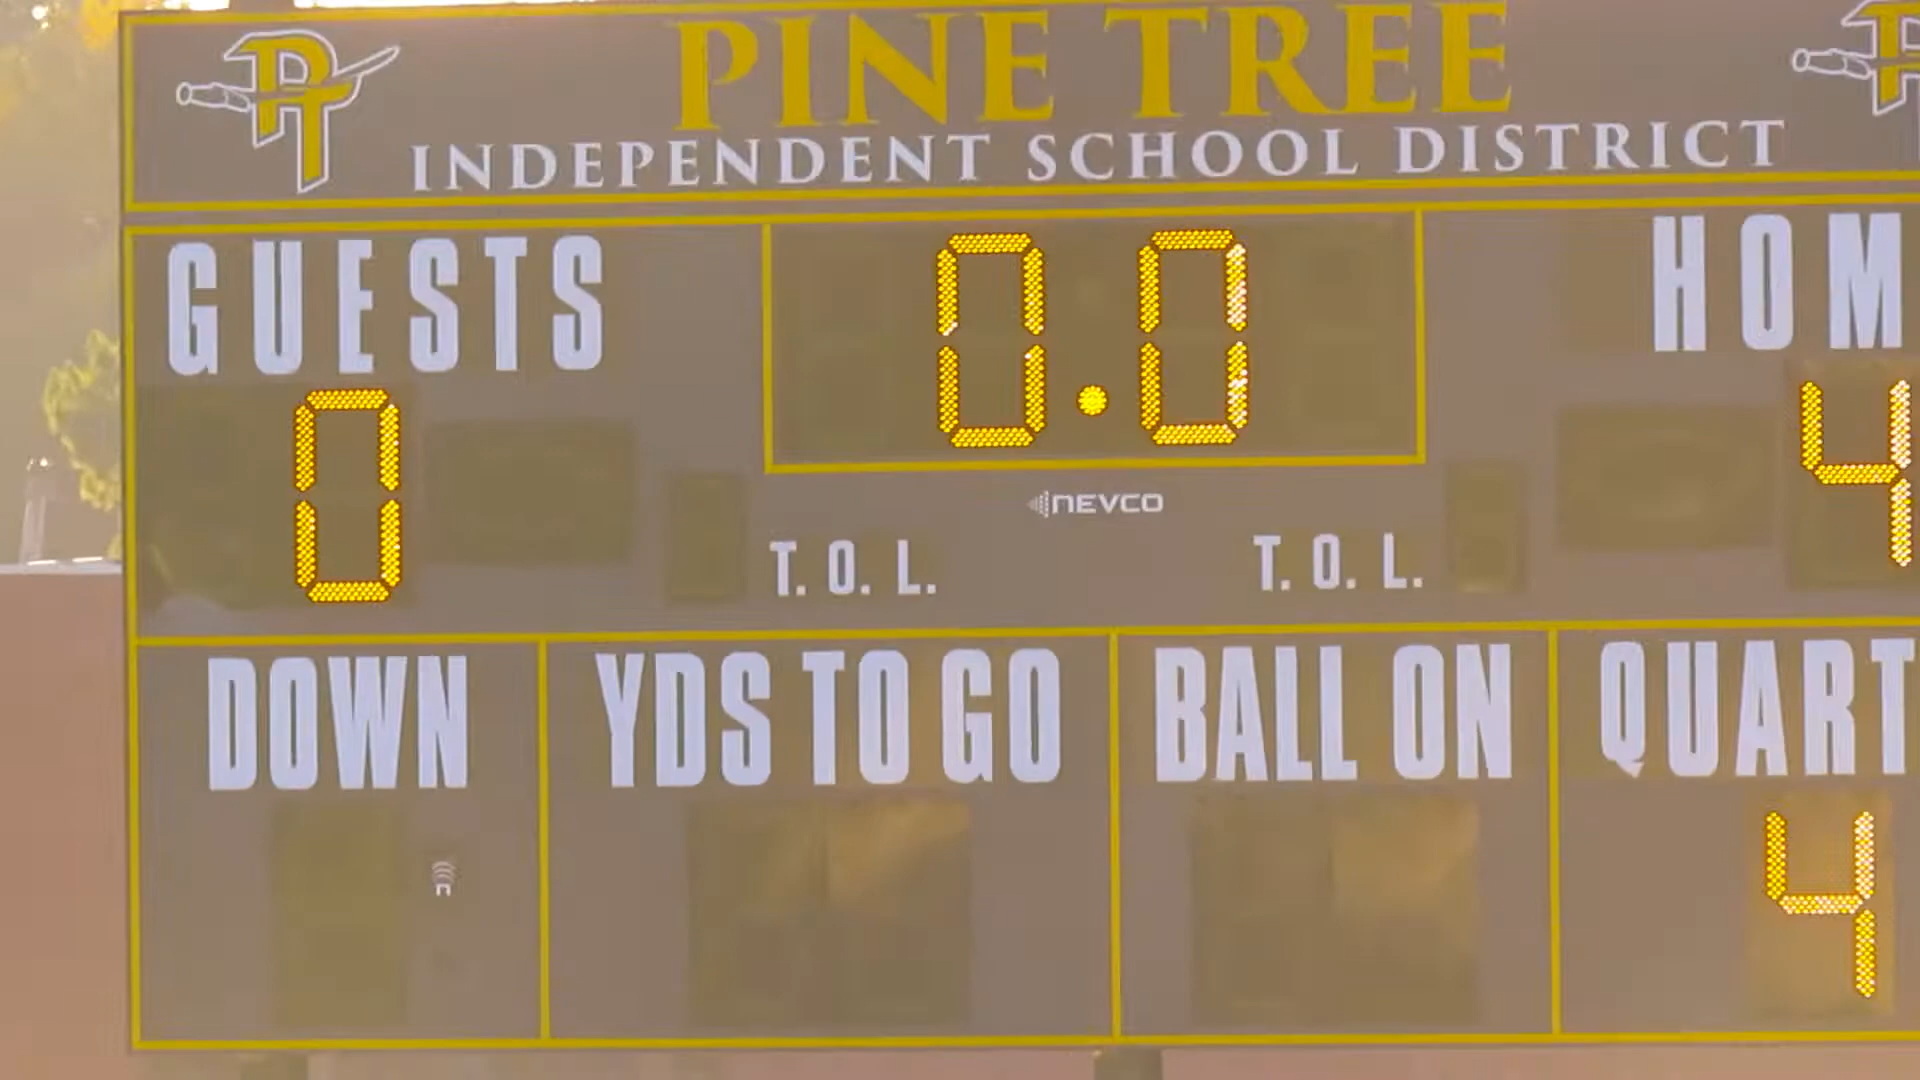 PT
PINE TREE
INDEPENDENT SCHOOL DISTRICT
GUESTS
0.0
HOM
0
4
NEVCO
T. O. L.
T. O. L.
DOWN
YDS TO GO
BALL ON
QUART
4